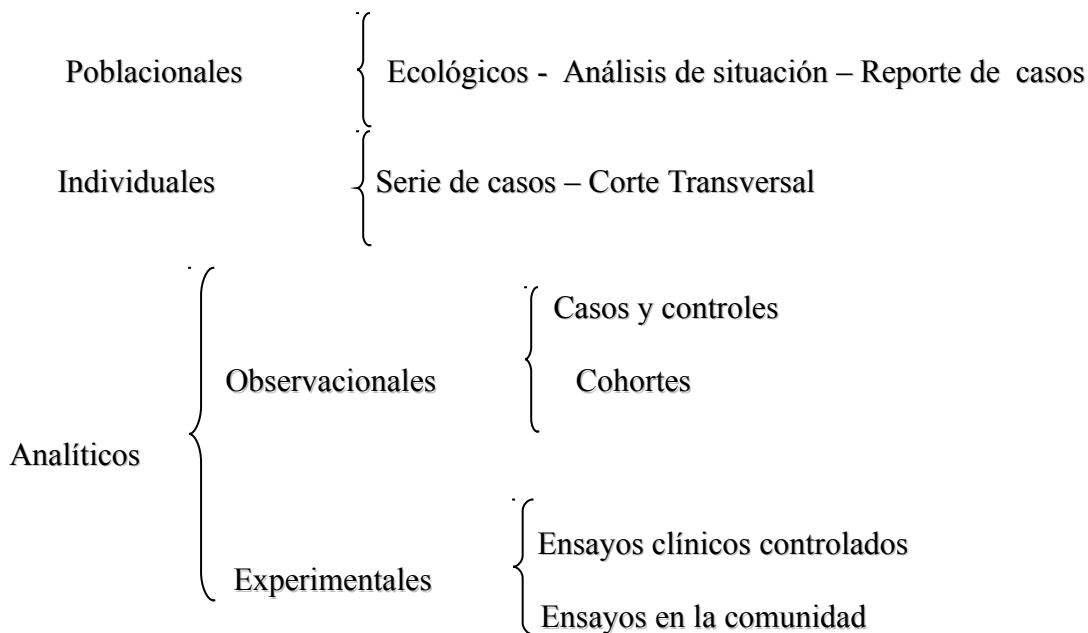 Poblacionales
Ecológicos - Análisis de situación – Reporte de casos
Individuales
Serie de casos – Corte Transversal
Casos y controles
Observacionales
Cohortes
Analíticos
Ensayos clínicos controlados
Experimentales
Ensayos en la comunidad